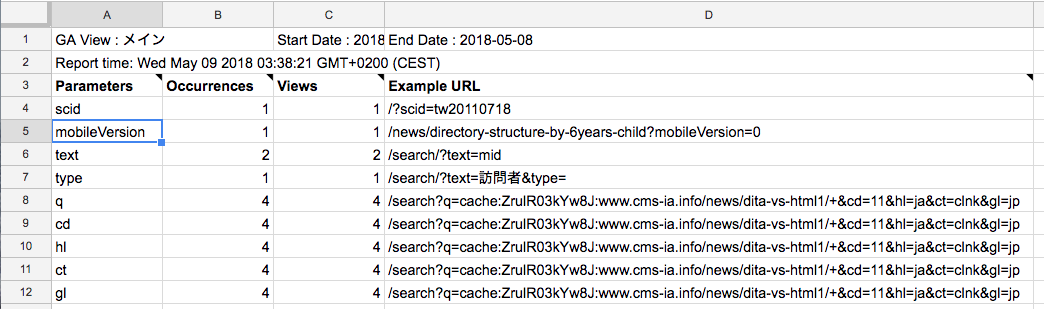 A B C D
1 GA View : メイン Start Date : 2018 End Date : 2018-05-08
2 Report time: Wed May 09 2018 03:38:21 GMT+0200 (CEST)
3 Parameters Occurrences Views Example URL
4 scid 1 1 /?scid=tw20110718
5 mobileVersion 1 1 /news/directory-structure-by-6years-child?mobileVersion=0
6 text 2 2 /search/?text=mid
7 type 1 1 /search/?text=訪問者&type=
8 q 4 4 /search?q=cache:ZrulR03kYw8J:www.cms-ia.info/news/dita-vs-html1/+&cd=11&hl=ja&ct=clnk&gl=jp
9 cd 4 4 /search?q=cache:ZrulR03kYw8J:www.cms-ia.info/news/dita-vs-html1/+&cd=11&hl=ja&ct=clnk&gl=jp
10 hl 4 4 /search?q=cache:ZrulR03kYw8J:www.cms-ia.info/news/dita-vs-html1/+&cd=11&hl=ja&ct=clnk&gl=jp
11 ct 4 4 /search?q=cache:ZrulR03kYw8J:www.cms-ia.info/news/dita-vs-html1/+&cd=11&hl=ja&ct=clnk&gl=jp
12 gl 4 4 /search?q=cache:ZrulR03kYw8J:www.cms-ia.info/news/dita-vs-html1/+&cd=11&hl=ja&ct=clnk&gl=jp